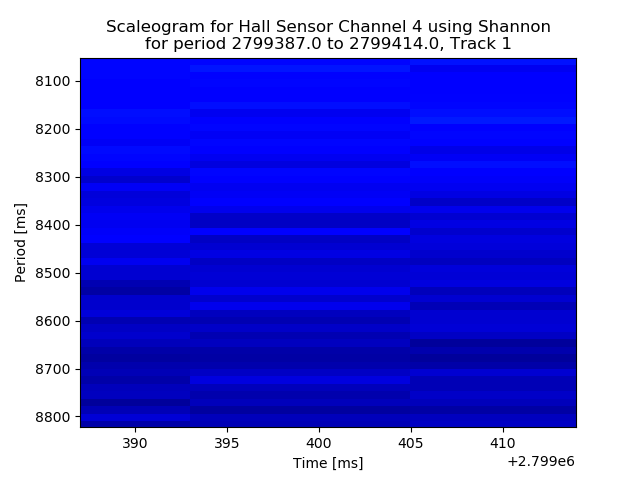 Scaleogram for Hall Sensor Channel 4 using Shannon
for period 2799387.0 to 2799414.0, Track 1
8100
8200
8300
8400
8500
8600
8700
8800
Period [ms]
390
395
400
405
410
Time [ms]
+2.799e6